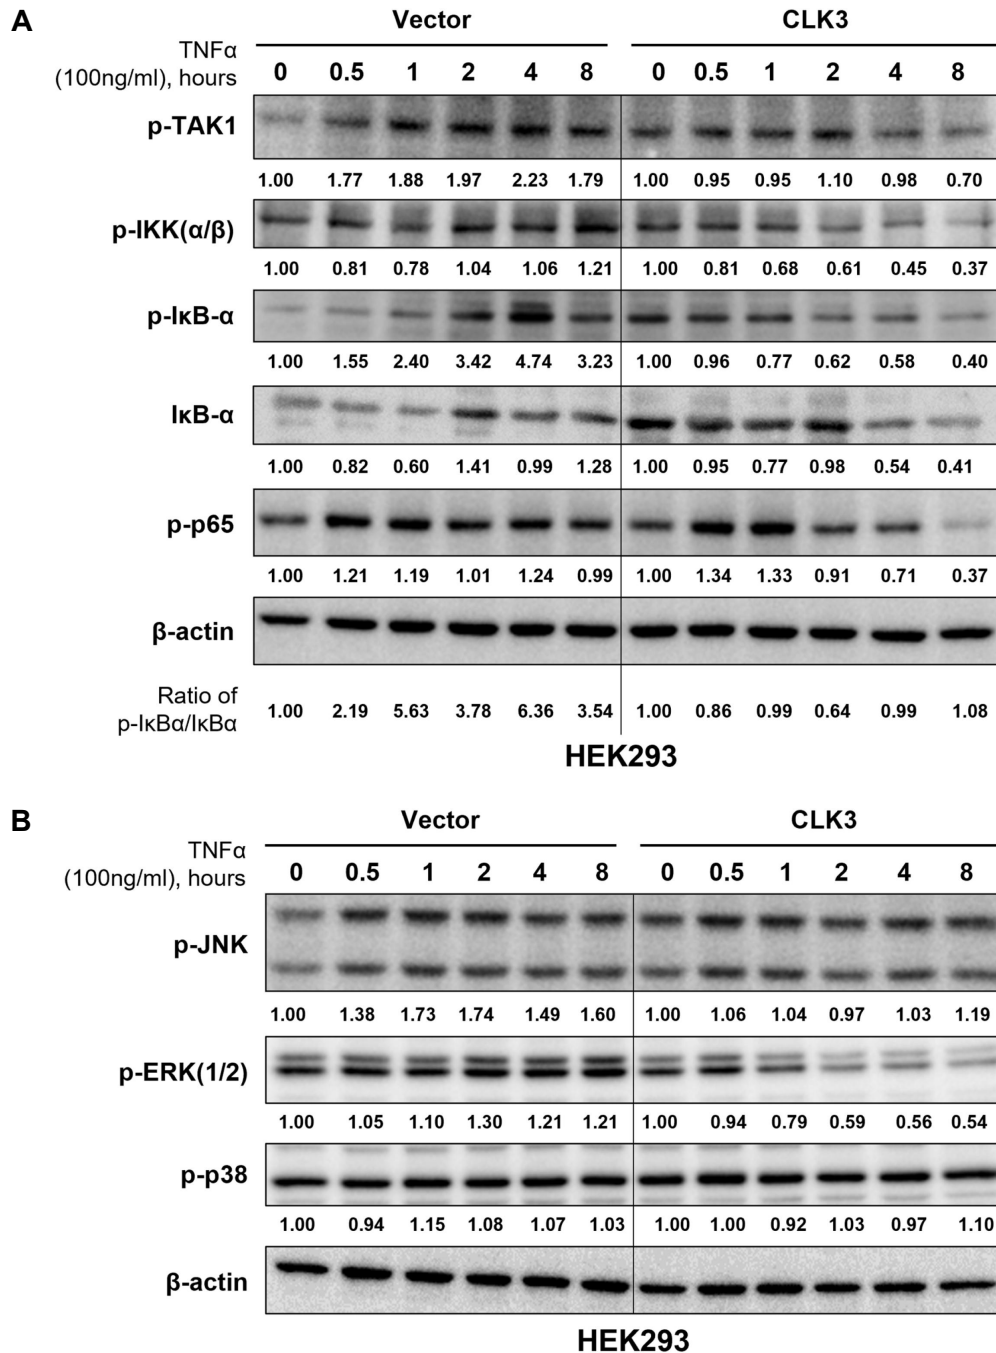 A
Vector CLK3
TNFα
(100ng/ml), hours
0 0.5 1 2 4 8 0 0.5 1 2 4 8
p-TAK1
1.00 1.77 1.88 1.97 2.23 1.79 1.00 0.95 0.95 1.10 0.98 0.70
p-IKK(α/β)
1.00 0.81 0.78 1.04 1.06 1.21 1.00 0.81 0.68 0.61 0.45 0.37
p-IκB-α
1.00 1.55 2.40 3.42 4.74 3.23 1.00 0.96 0.77 0.62 0.58 0.40
IκB-α
1.00 0.82 0.60 1.41 0.99 1.28 1.00 0.95 0.77 0.98 0.54 0.41
p-p65
1.00 1.21 1.19 1.01 1.24 0.99 1.00 1.34 1.33 0.91 0.71 0.37
β-actin
Ratio of
p-IκBα/IκBα
1.00 2.19 5.63 3.78 6.36 3.54 1.00 0.86 0.99 0.64 0.99 1.08
HEK293
B
Vector CLK3
TNFα
(100ng/ml), hours
0 0.5 1 2 4 8 0 0.5 1 2 4 8
p-JNK
1.00 1.38 1.73 1.74 1.49 1.60 1.00 1.06 1.04 0.97 1.03 1.19
p-ERK(1/2)
1.00 1.05 1.10 1.30 1.21 1.21 1.00 0.94 0.79 0.59 0.56 0.54
p-p38
1.00 0.94 1.15 1.08 1.07 1.03 1.00 1.00 0.92 1.03 0.97 1.10
β-actin
HEK293